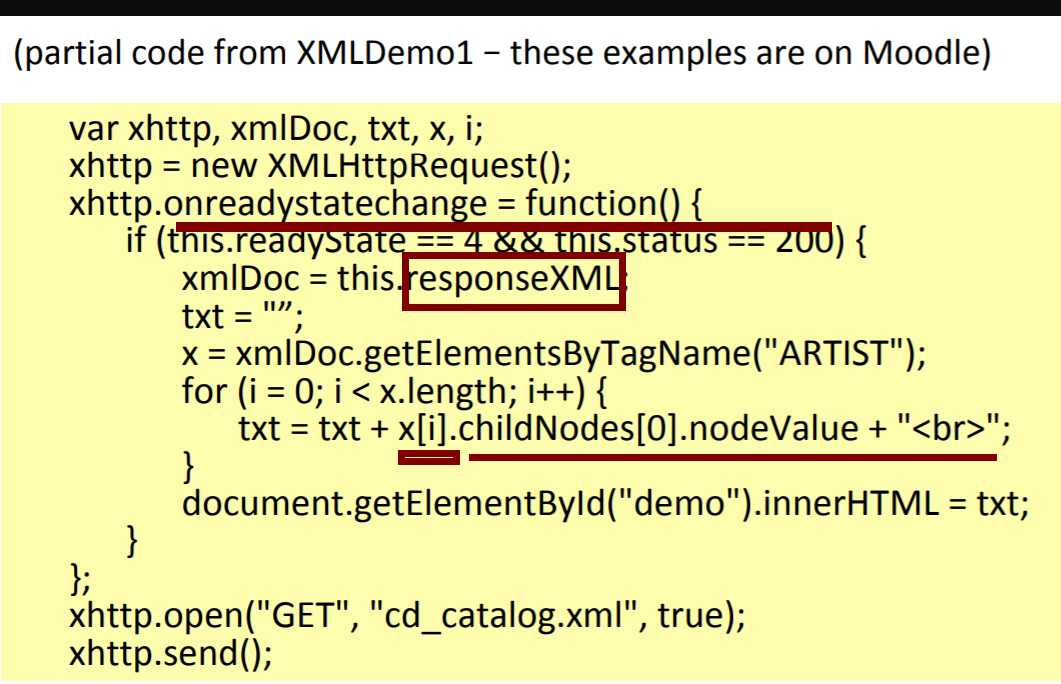 (partial code from XMLDemo1 – these examples are on Moodle)
var xhttp, xmlDoc, txt, x, i;
xhttp = new XMLHttpRequest();
xhttp.onreadystatechange = function() {
if (this.readyState == 4 && this.status == 200) {
xmlDoc = this.responseXML;
txt = "”;
x = xmlDoc.getElementsByTagName("ARTIST");
for (i = 0; i < x.length; i++) {
txt = txt + x[i].childNodes[0].nodeValue + "<br>";
}
document.getElementById("demo").innerHTML = txt;
}
};
xhttp.open("GET", "cd_catalog.xml", true);
xhttp.send();